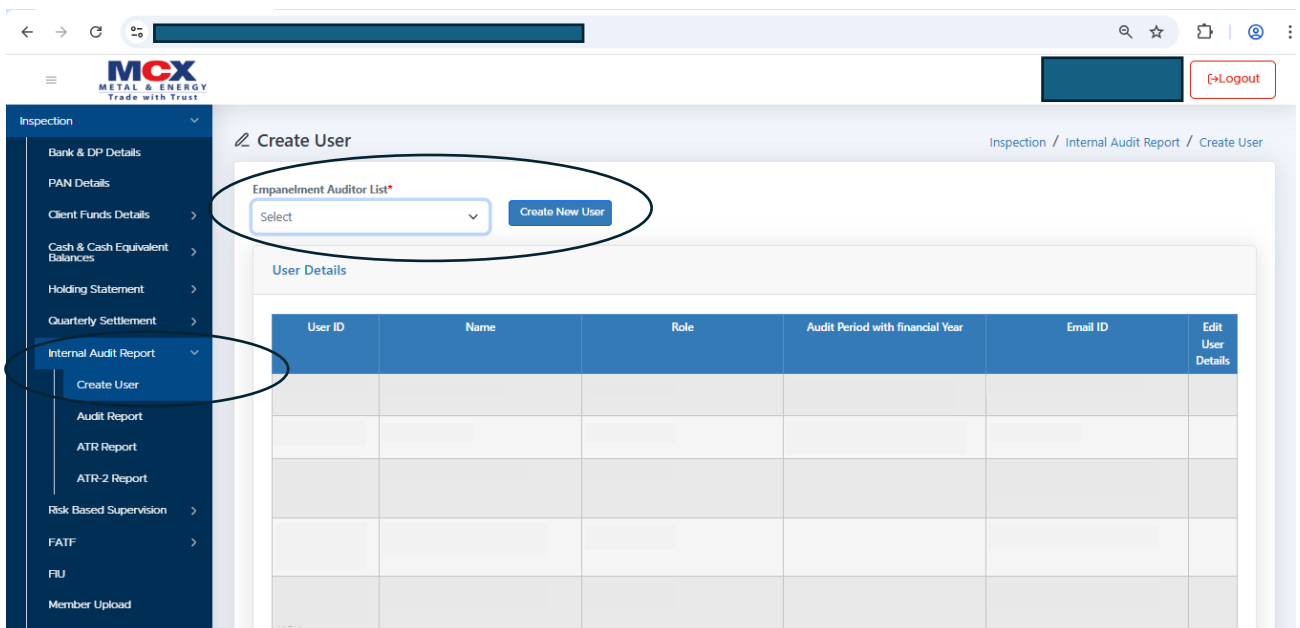 MCX
METAL & ENERGY
Trade with Trust
Logout
Inspection
Bank & DP Details
PAN Details
Client Funds Details
Cash & Cash Equivalent
Balances
Holding Statement
Quarterly Settlement
Internal Audit Report
Create User
Audit Report
ATR Report
ATR-2 Report
Risk Based Supervision
FATF
FIU
Member Upload
Create User
Inspection / Internal Audit Report / Create User
Empanelment Auditor List*
Select
Create New User
User Details
User ID
Name
Role
Audit Period with financial Year
Email ID
Edit
User
Details